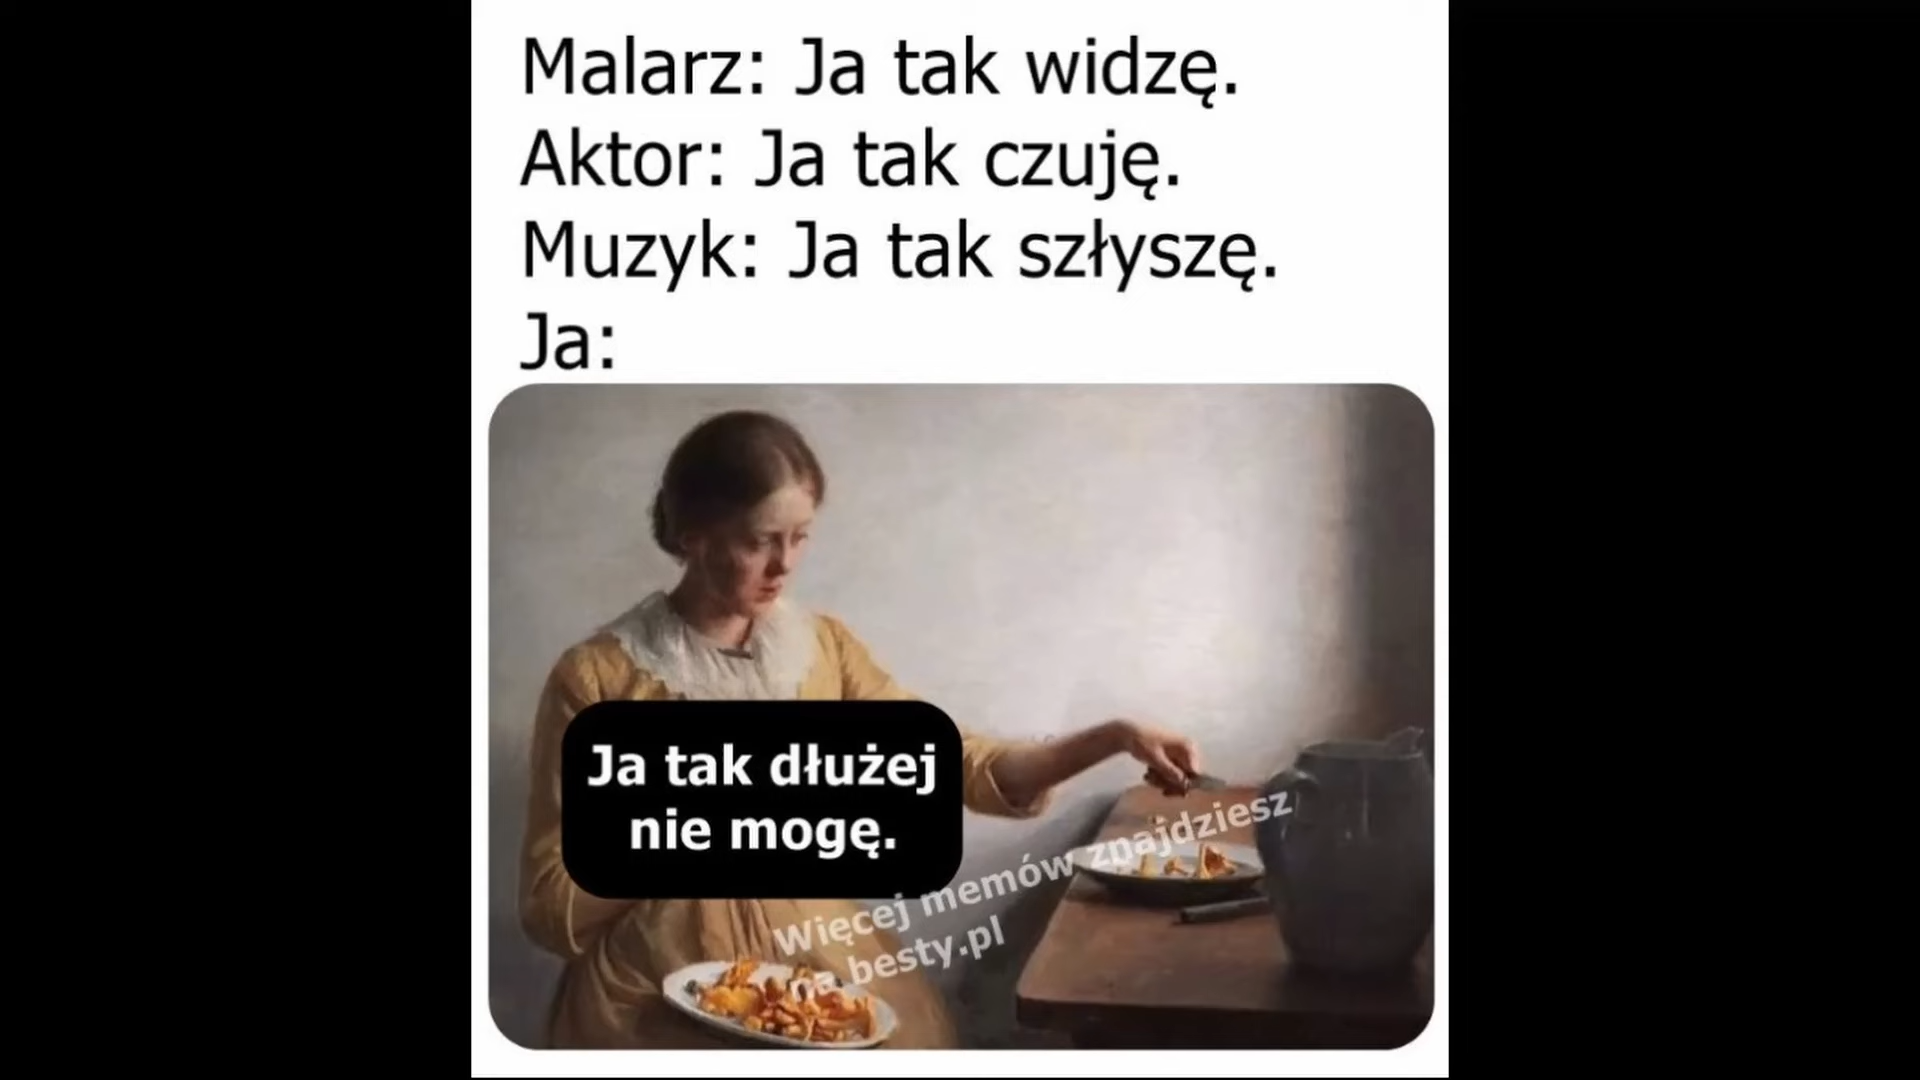 Malarz: Ja tak widzę.
Aktor: Ja tak czuję.
Muzyk: Ja tak szłyszę.
Ja:
Ja tak dłużej
nie mogę.
Więcej memów znajdziesz
na besty.pl